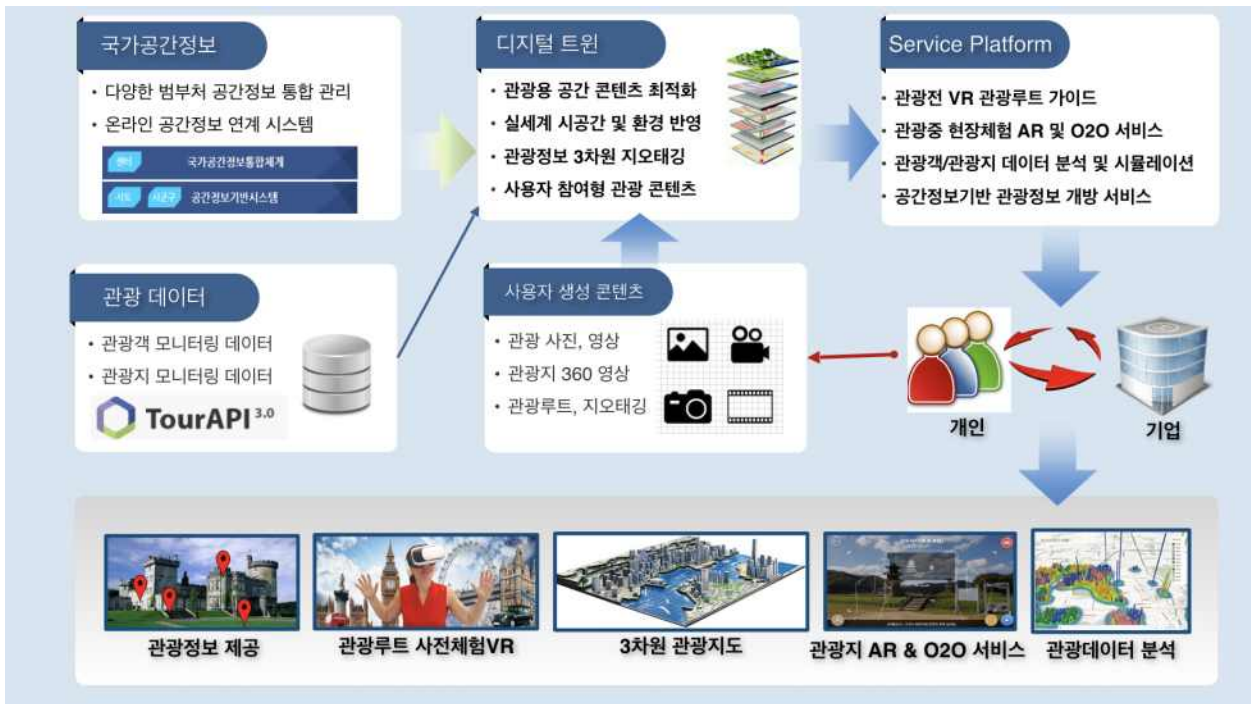 국가공간정보
• 다양한 범부처 공간정보 통합 관리
• 온라인 공간정보 연계 시스템
센터 국가공간정보통합체계
시도 시군구 공간정보기반시스템
디지털 트윈
• 관광용 공간 콘텐츠 최적화
• 실세계 시공간 및 환경 반영
• 관광정보 3차원 지오태깅
• 사용자 참여형 관광 콘텐츠
Service Platform
• 관광전 VR 관광루트 가이드
• 관광중 현장체험 AR 및 O2O 서비스
• 관광객/관광지 데이터 분석 및 시뮬레이션
• 공간정보기반 관광정보 개방 서비스
관광 데이터
• 관광객 모니터링 데이터
• 관광지 모니터링 데이터
TourAPI 3.0
사용자 생성 콘텐츠
• 관광 사진, 영상
• 관광지 360 영상
• 관광루트, 지오태깅
개인
기업
관광정보 제공
관광루트 사전체험VR
3차원 관광지도
관광지 AR & O2O 서비스
관광데이터 분석